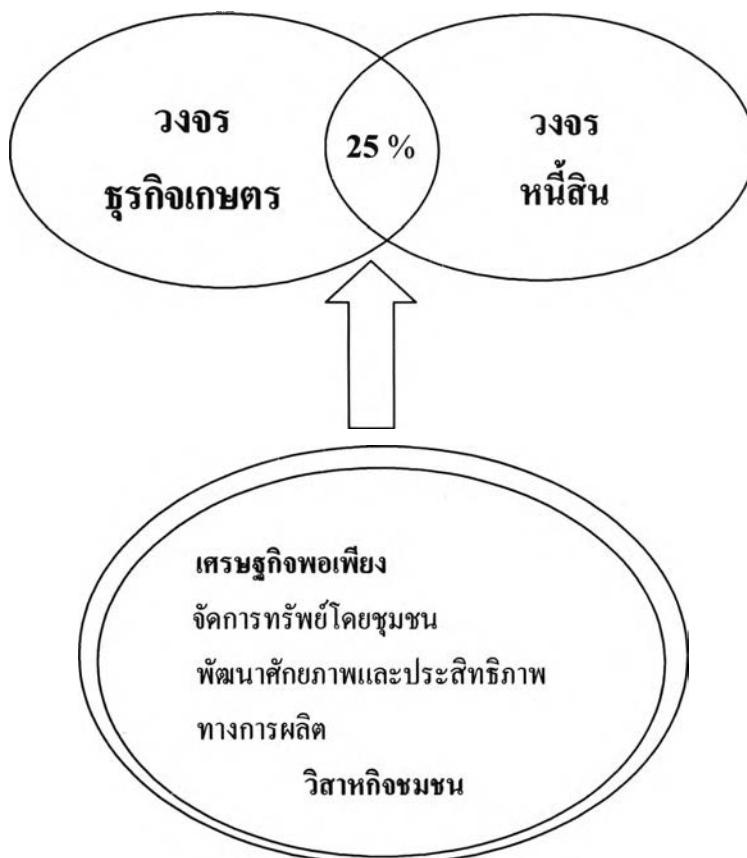 วงจร
ธุรกิจเกษตร
25 %
วงจร
หนี้สิน
เศรษฐกิจพอเพียง
จัดการทรัพย์โดยชุมชน
พัฒนาศักยภาพและประสิทธิภาพ
ทางการผลิต
วิสาหกิจชุมชน